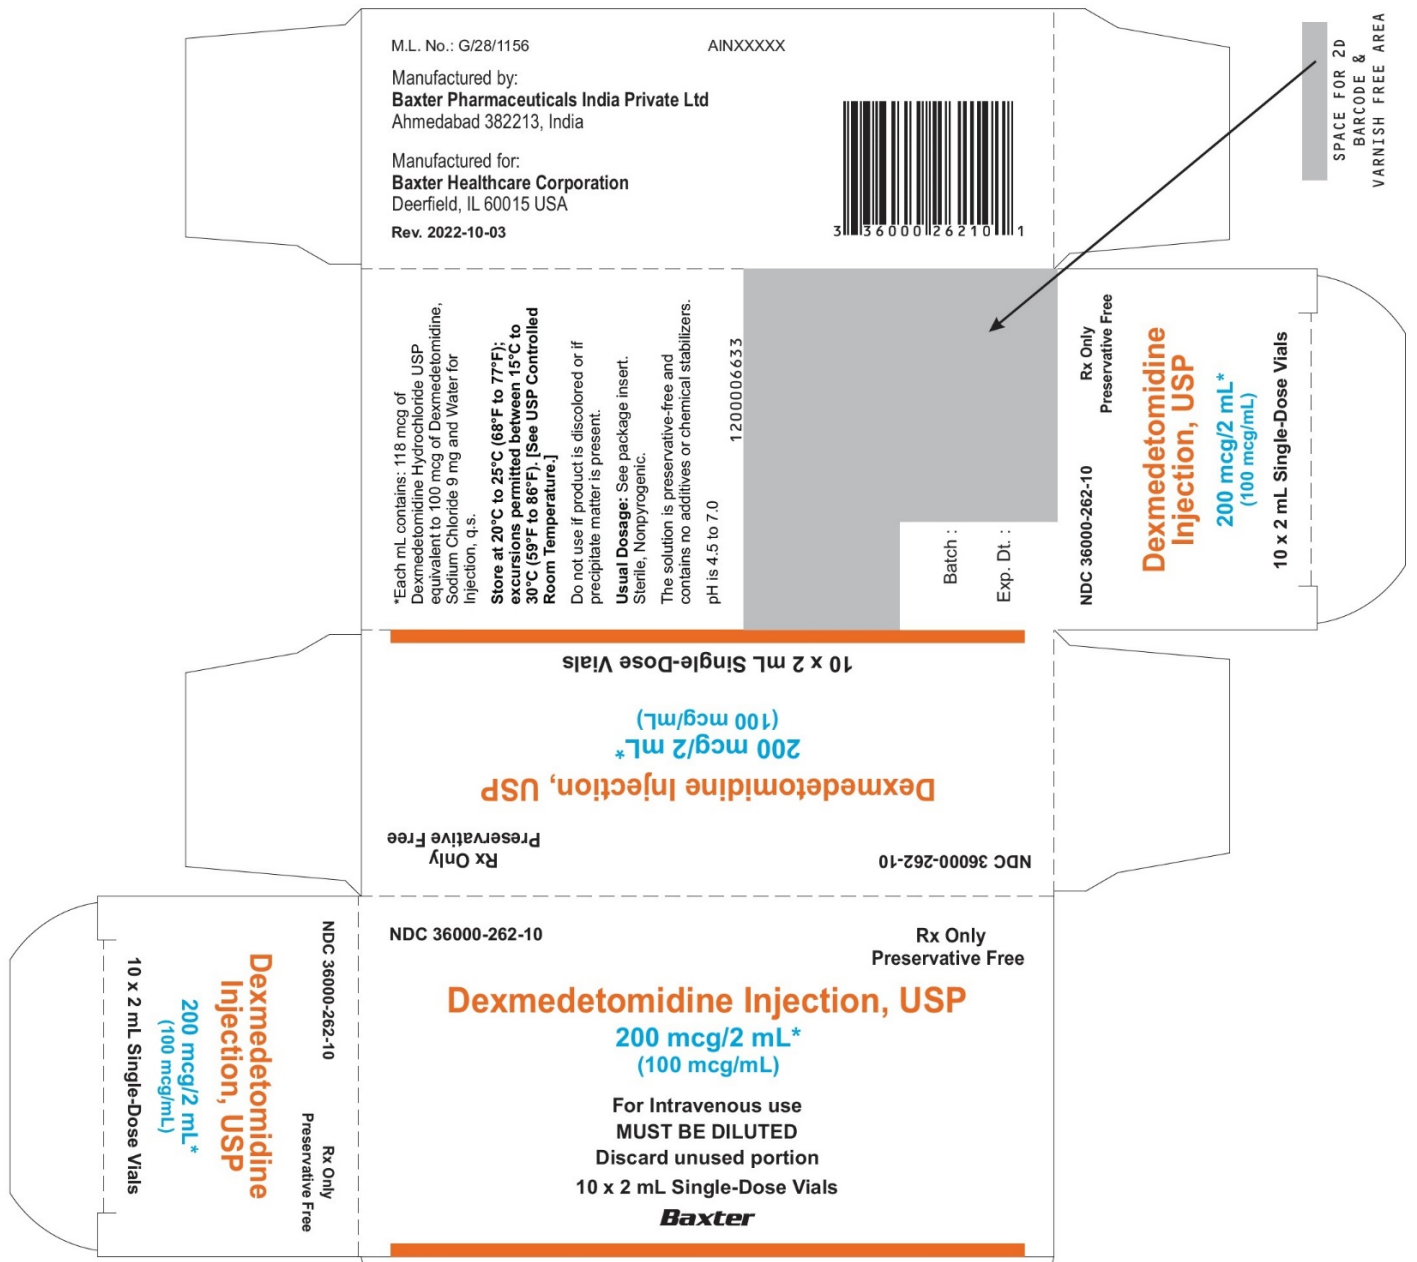 M.L. No.: G/28/1156
AINXXXXX
Manufactured by:
Baxter Pharmaceuticals India Private Ltd
Ahmedabad 382213, India
Manufactured for:
Baxter Healthcare Corporation
Deerfield, IL 60015 USA
Rev. 2022-10-03
3 36000 26210 1
SPACE FOR 2D
BARCODE &
VARNISH FREE AREA
*Each mL contains: 118 mcg of
Dexmedetomidine Hydrochloride USP
equivalent to 100 mcg of Dexmedetomidine,
Sodium Chloride 9 mg and Water for
Injection, q.s.
Store at 20°C to 25°C (68°F to 77°F);
excursions permitted between 15°C to
30°C (59°F to 86°F). [See USP Controlled
Room Temperature.]
Do not use if product is discolored or if
precipitate matter is present.
Usual Dosage: See package insert.
Sterile, Nonpyrogenic.
The solution is preservative-free and
contains no additives or chemical stabilizers.
pH is 4.5 to 7.0
1200006633
Batch :
Exp. Dt. :
NDC 36000-262-10
Rx Only
Preservative Free
Dexmedetomidine
Injection, USP
200 mcg/2 mL*
(100 mcg/mL)
10 x 2 mL Single-Dose Vials
NDC 36000-262-10
Rx Only
Preservative Free
Dexmedetomidine Injection, USP
200 mcg/2 mL*
(100 mcg/mL)
10 x 2 mL Single-Dose Vials
NDC 36000-262-10
Rx Only
Preservative Free
Dexmedetomidine
Injection, USP
200 mcg/2 mL*
(100 mcg/mL)
10 x 2 mL Single-Dose Vials
NDC 36000-262-10
Rx Only
Preservative Free
Dexmedetomidine Injection, USP
200 mcg/2 mL*
(100 mcg/mL)
For Intravenous use
MUST BE DILUTED
Discard unused portion
10 x 2 mL Single-Dose Vials
Baxter